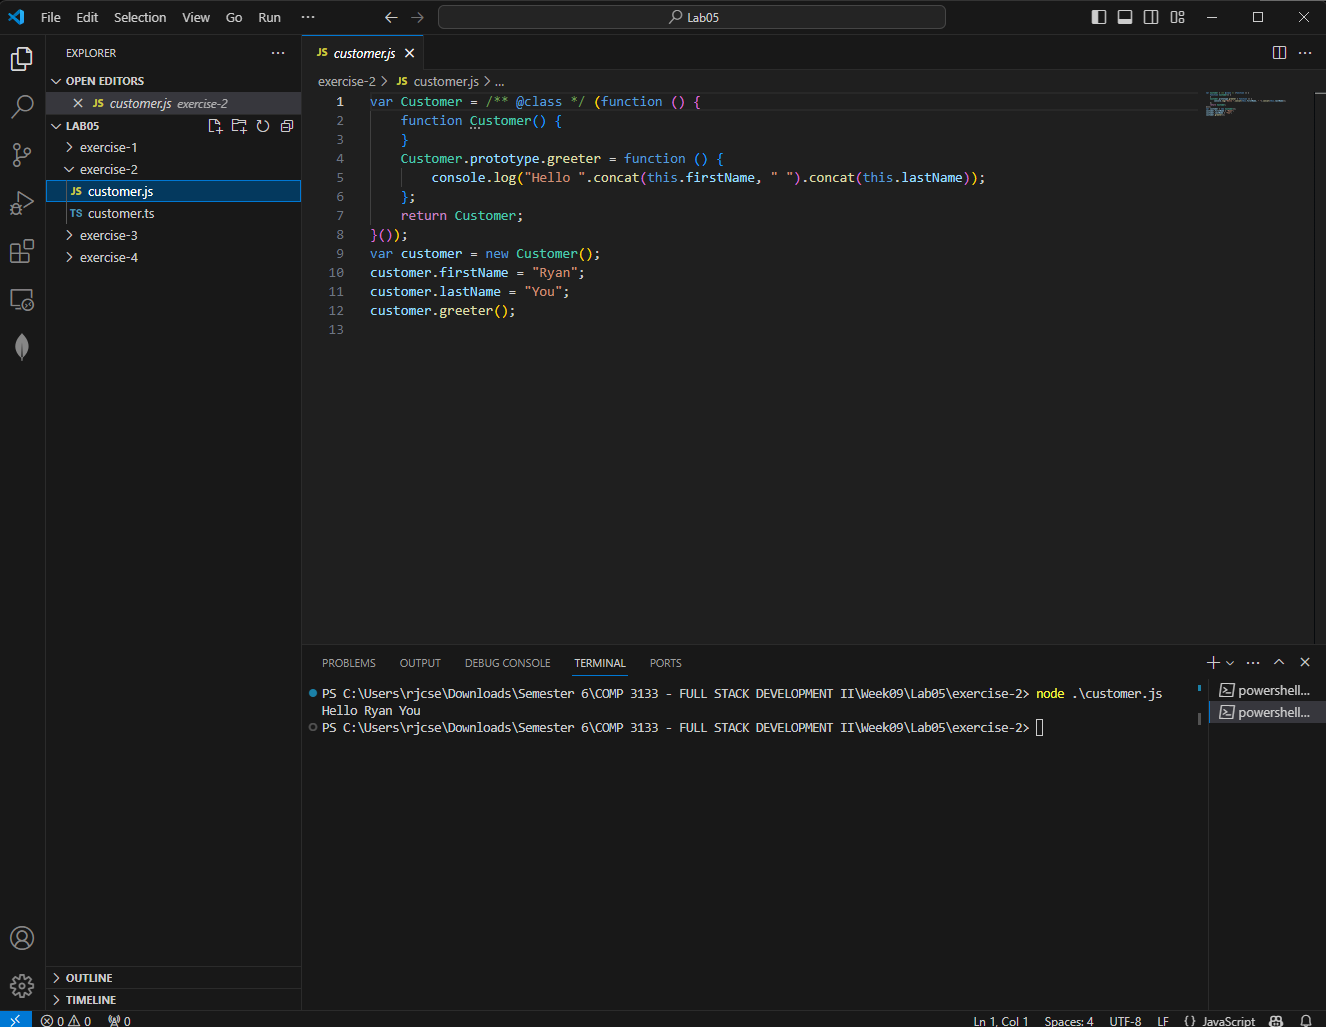 File Edit Selection View Go Run ··· Lab05
EXPLORER ···
OPEN EDITORS
JS customer.js exercise-2
LAB05
exercise-1
exercise-2
JS customer.js
TS customer.ts
exercise-3
exercise-4
OUTLINE
TIMELINE
JS customer.js
exercise-2 > JS customer.js > ...
1 var Customer = /** @class */ (function () {
2 function Customer() {
3 }
4 Customer.prototype.greeter = function () {
5 console.log("Hello ".concat(this.firstName, " ").concat(this.lastName));
6 };
7 return Customer;
8 }());
9 var customer = new Customer();
10 customer.firstName = "Ryan";
11 customer.lastName = "You";
12 customer.greeter();
13
PROBLEMS OUTPUT DEBUG CONSOLE TERMINAL PORTS
PS C:\Users\rjcse\Downloads\Semester 6\COMP 3133 - FULL STACK DEVELOPMENT II\Week09\Lab05\exercise-2> node .\customer.js
Hello Ryan You
PS C:\Users\rjcse\Downloads\Semester 6\COMP 3133 - FULL STACK DEVELOPMENT II\Week09\Lab05\exercise-2>
powershell...
powershell...
0 0 0 Ln 1, Col 1 Spaces: 4 UTF-8 LF {} JavaScript